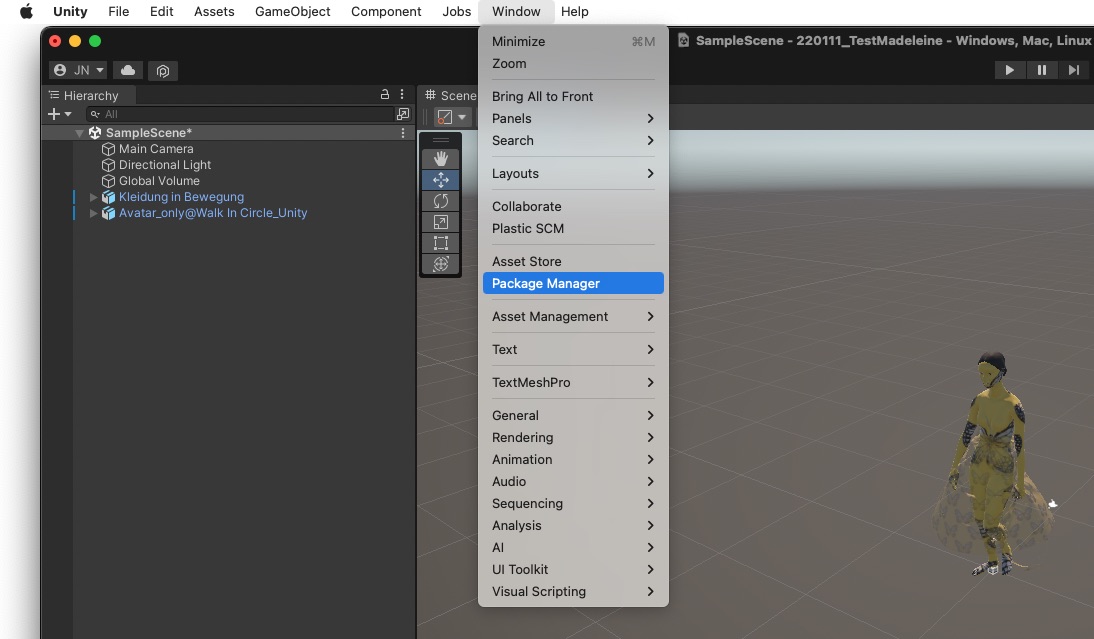 Unity File Edit Assets GameObject Component Jobs Window Help
SampleScene - 220111_TestMadeleine - Windows, Mac, Linux
JN
Hierarchy
All
SampleScene*
Main Camera
Directional Light
Global Volume
Kleidung in Bewegung
Avatar_only@Walk In Circle_Unity
Scene
Minimize ⌘M
Zoom
Bring All to Front
Panels
Search
Layouts
Collaborate
Plastic SCM
Asset Store
Package Manager
Asset Management
Text
TextMeshPro
General
Rendering
Animation
Audio
Sequencing
Analysis
AI
UI Toolkit
Visual Scripting